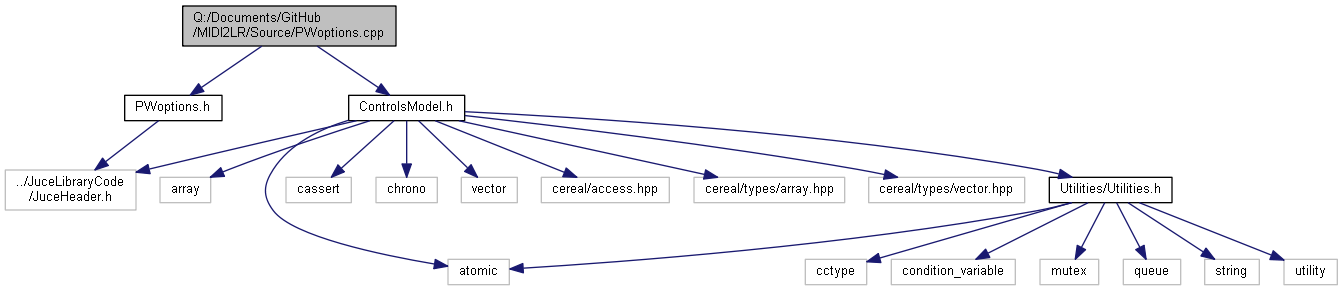 Q:/Documents/GitHub
/MIDI2LR/Source/PWoptions.cpp
PWoptions.h
ControlsModel.h
../JuceLibraryCode
/JuceHeader.h
array
cassert
chrono
vector
cereal/access.hpp
cereal/types/array.hpp
cereal/types/vector.hpp
Utilities/Utilities.h
atomic
cctype
condition_variable
mutex
queue
string
utility